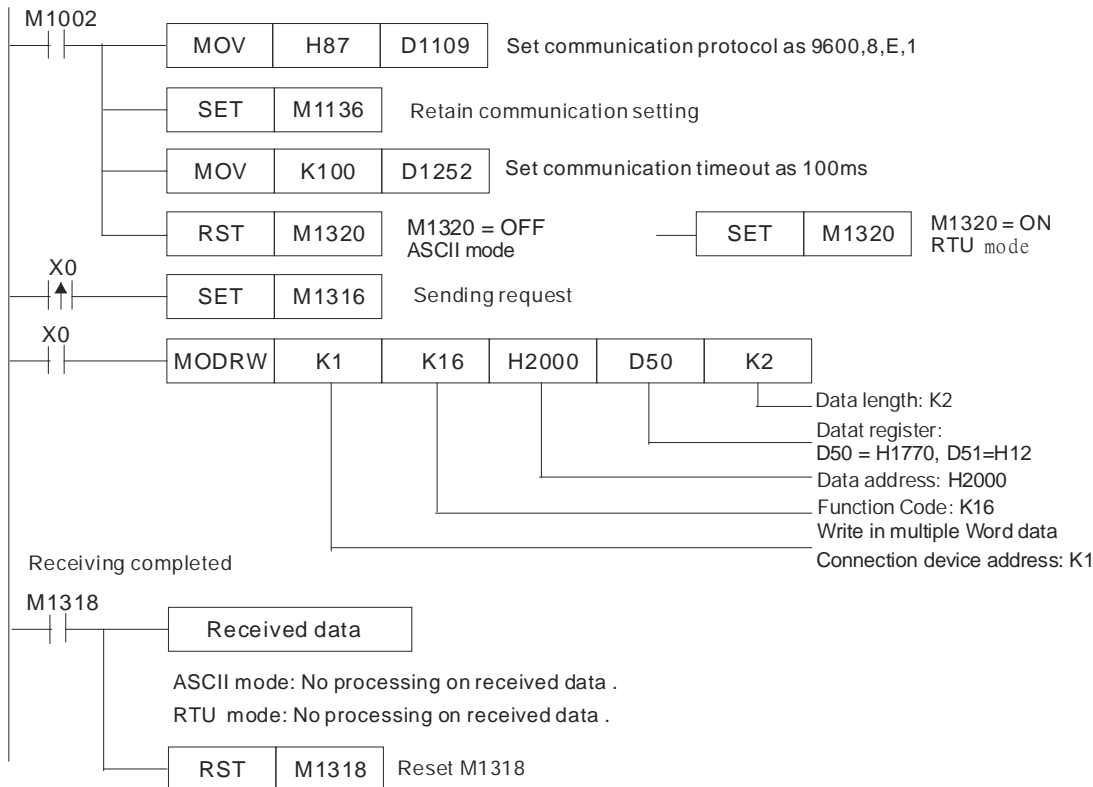 M1002
MOV H87 D1109 Set communication protocol as 9600,8,E,1
SET M1136 Retain communication setting
MOV K100 D1252 Set communication timeout as 100ms
RST M1320 M1320 = OFF
ASCII mode
SET M1320 M1320 = ON
RTU mode
X0
SET M1316 Sending request
X0
MODRW K1 K16 H2000 D50 K2
Data length: K2
Datat register:
D50 = H1770, D51=H12
Data address: H2000
Function Code: K16
Write in multiple Word data
Connection device address: K1
Receiving completed
M1318
Received data
ASCII mode: No processing on received data .
RTU mode: No processing on received data .
RST M1318 Reset M1318